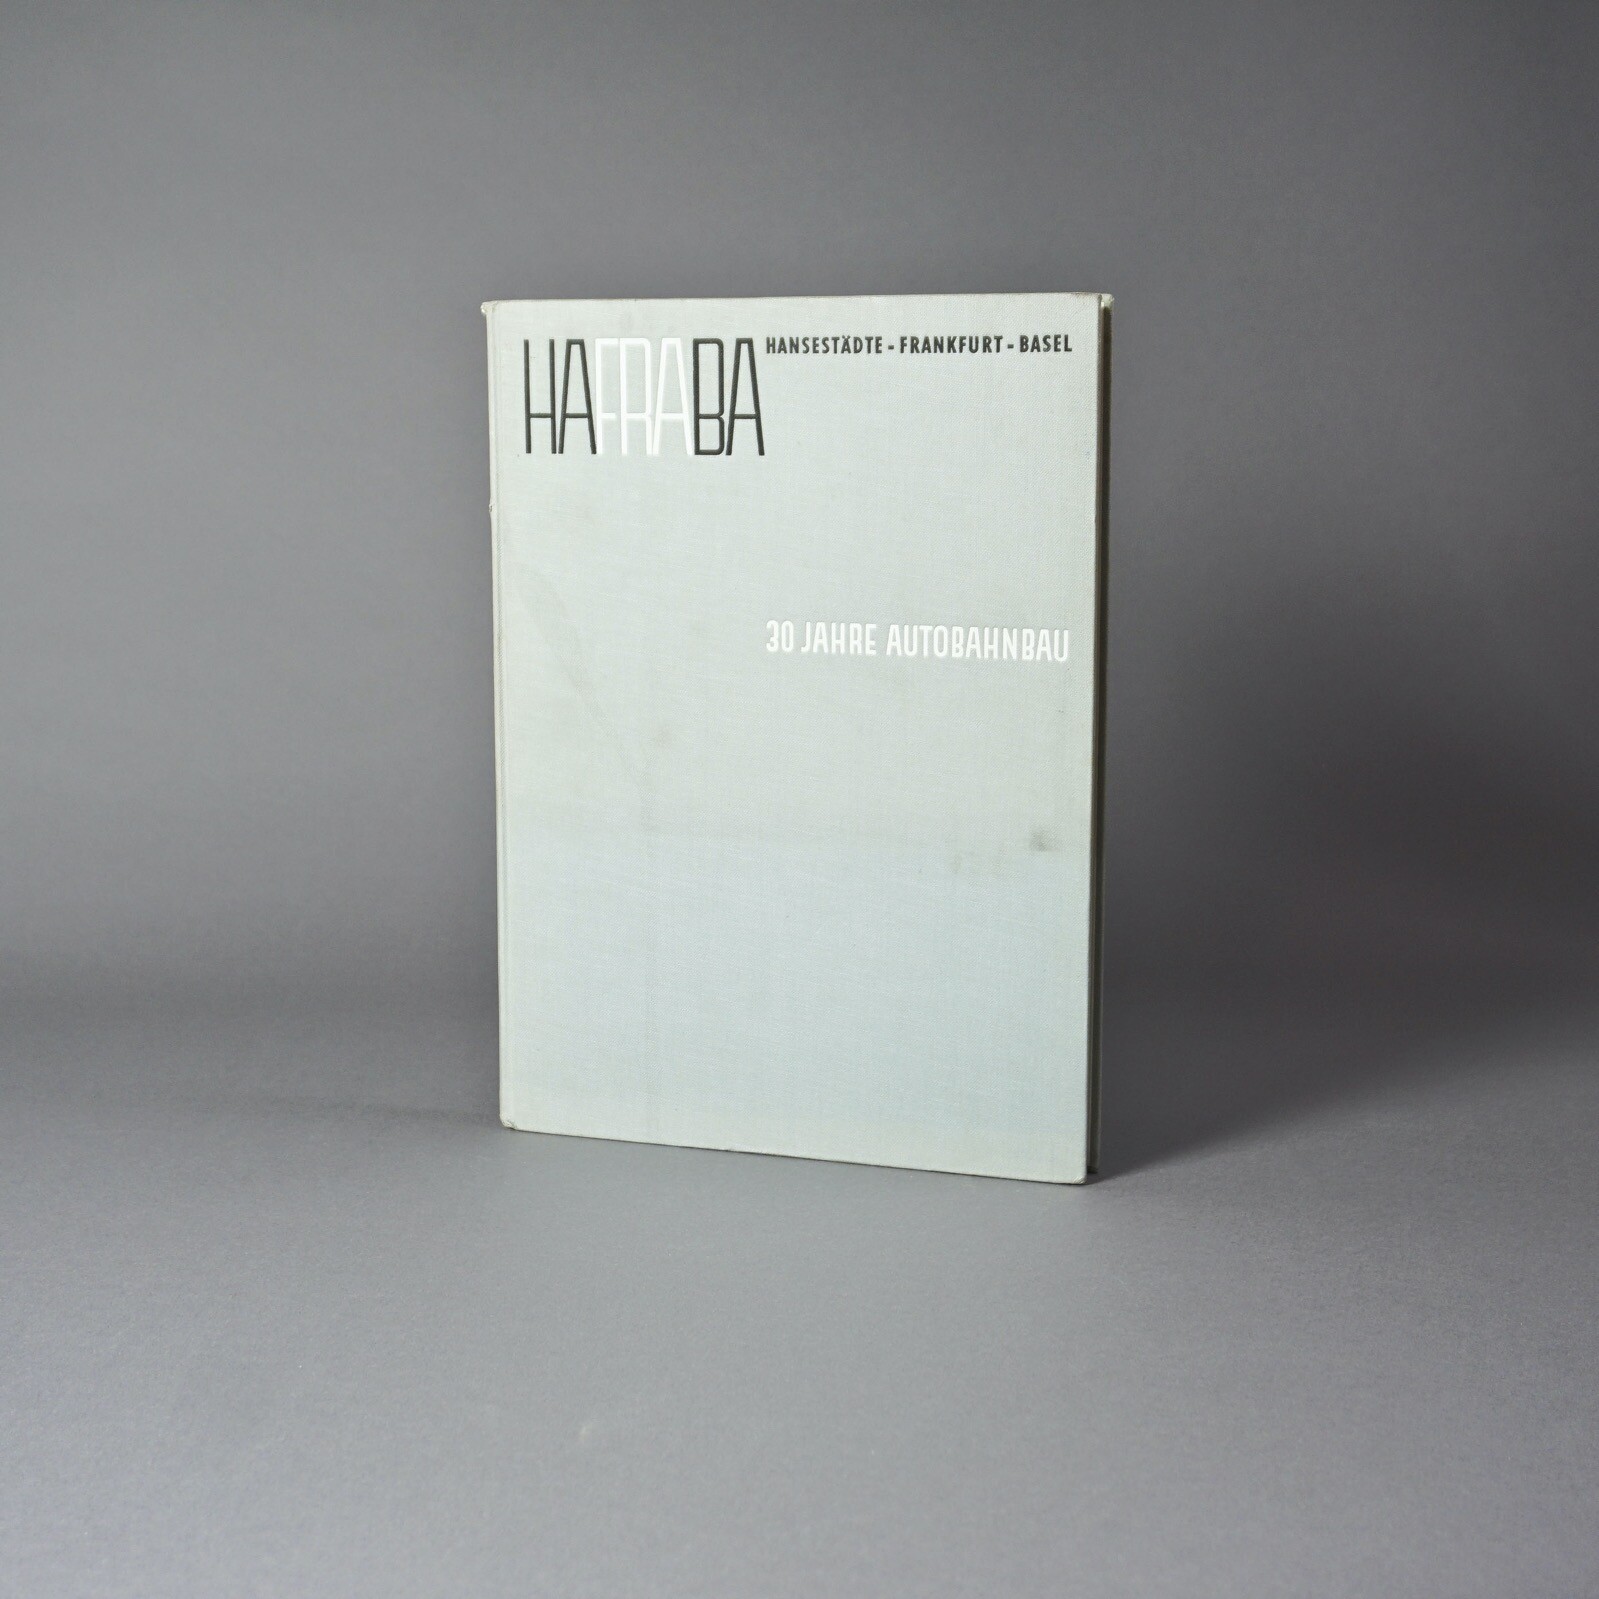 HAFRABA HANSESTÄDTE - FRANKFURT - BASEL
30 JAHRE AUTOBAHNBAU